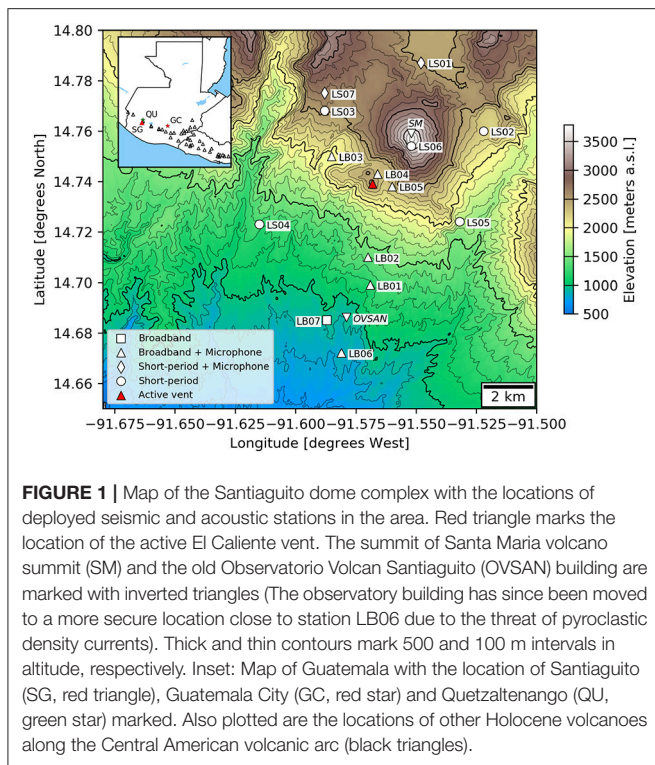 14.80
14.78
14.76
14.74
14.72
14.70
14.68
14.66
Latitude [degrees North]
QU
GC
SG
LS01
LS07
LS03
SM
LS02
LS06
LB03
LB04
LB05
LS04
LS05
LB02
LB01
LB07
OVSAN
LB06
Broadband
Broadband + Microphone
Short-period + Microphone
Short-period
Active vent
2 km
−91.675 −91.650 −91.625 −91.600 −91.575 −91.550 −91.525 −91.500
Longitude [degrees West]
3500
3000
2500
2000
1500
1000
500
Elevation [meters a.s.l.]
FIGURE 1 | Map of the Santiaguito dome complex with the locations of
deployed seismic and acoustic stations in the area. Red triangle marks the
location of the active El Caliente vent. The summit of Santa Maria volcano
summit (SM) and the old Observatorio Volcan Santiaguito (OVSAN) building are
marked with inverted triangles (The observatory building has since been moved
to a more secure location close to station LB06 due to the threat of pyroclastic
density currents). Thick and thin contours mark 500 and 100 m intervals in
altitude, respectively. Inset: Map of Guatemala with the location of Santiaguito
(SG, red triangle), Guatemala City (GC, red star) and Quetzaltenango (QU,
green star) marked. Also plotted are the locations of other Holocene volcanoes
along the Central American volcanic arc (black triangles).